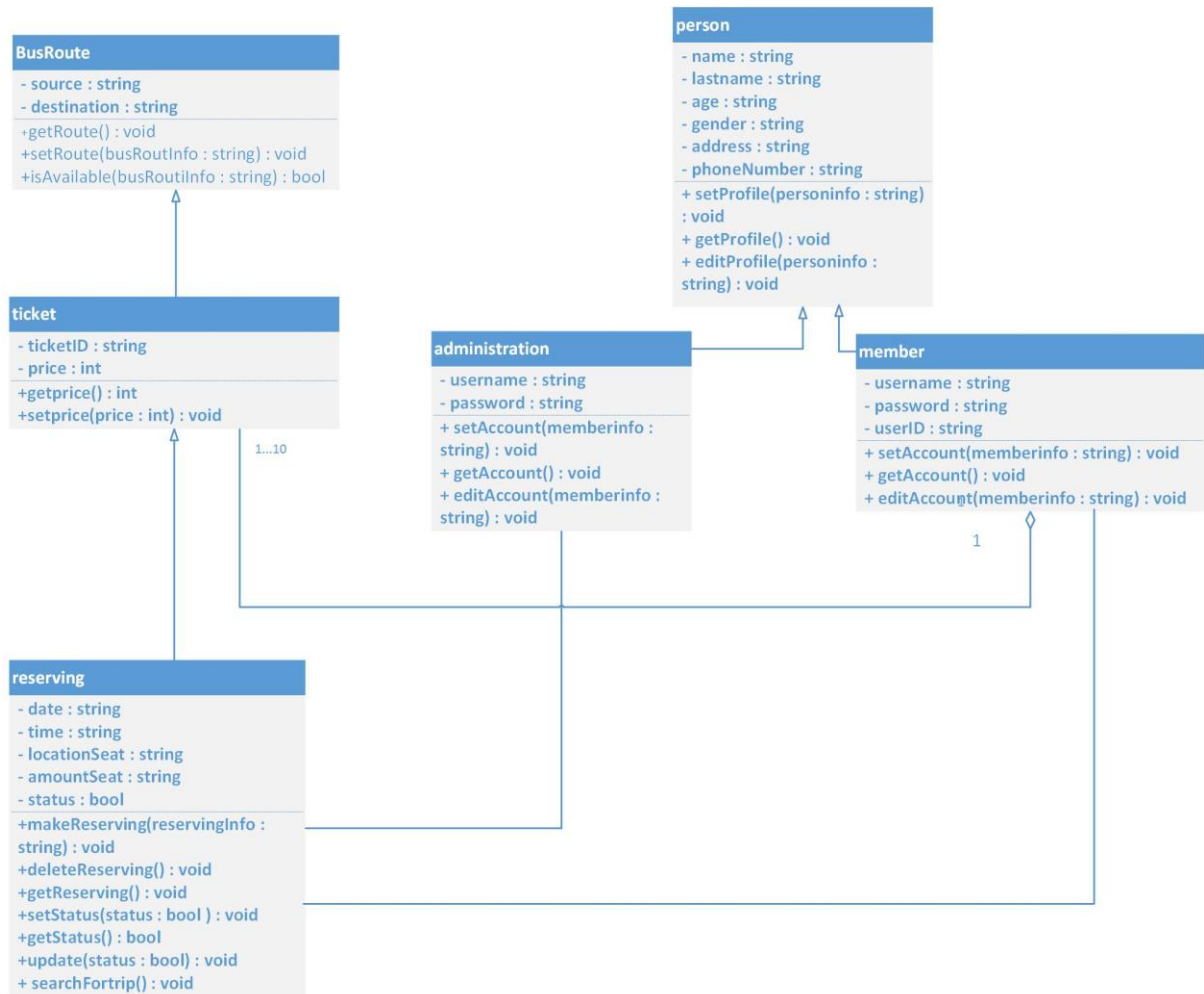 BusRoute
- source : string
- destination : string
+getRoute() : void
+setRoute(busRoutInfo : string) : void
+isAvailable(busRoutiInfo : string) : bool
person
- name : string
- lastname : string
- age : string
- gender : string
- address : string
- phoneNumber : string
+ setProfile(personinfo : string)
: void
+ getProfile() : void
+ editProfile(personinfo :
string) : void
ticket
- ticketID : string
- price : int
+getprice() : int
+setprice(price : int) : void
1...10
administration
- username : string
- password : string
+ setAccount(memberinfo :
string) : void
+ getAccount() : void
+ editAccount(memberinfo :
string) : void
member
- username : string
- password : string
- userID : string
+ setAccount(memberinfo : string) : void
+ getAccount() : void
+ editAccount(memberinfo : string) : void
1
reserving
- date : string
- time : string
- locationSeat : string
- amountSeat : string
- status : bool
+makeReserving(reservingInfo :
string) : void
+deleteReserving() : void
+getReserving() : void
+setStatus(status : bool ) : void
+getStatus() : bool
+update(status : bool) : void
+ searchFortrip() : void